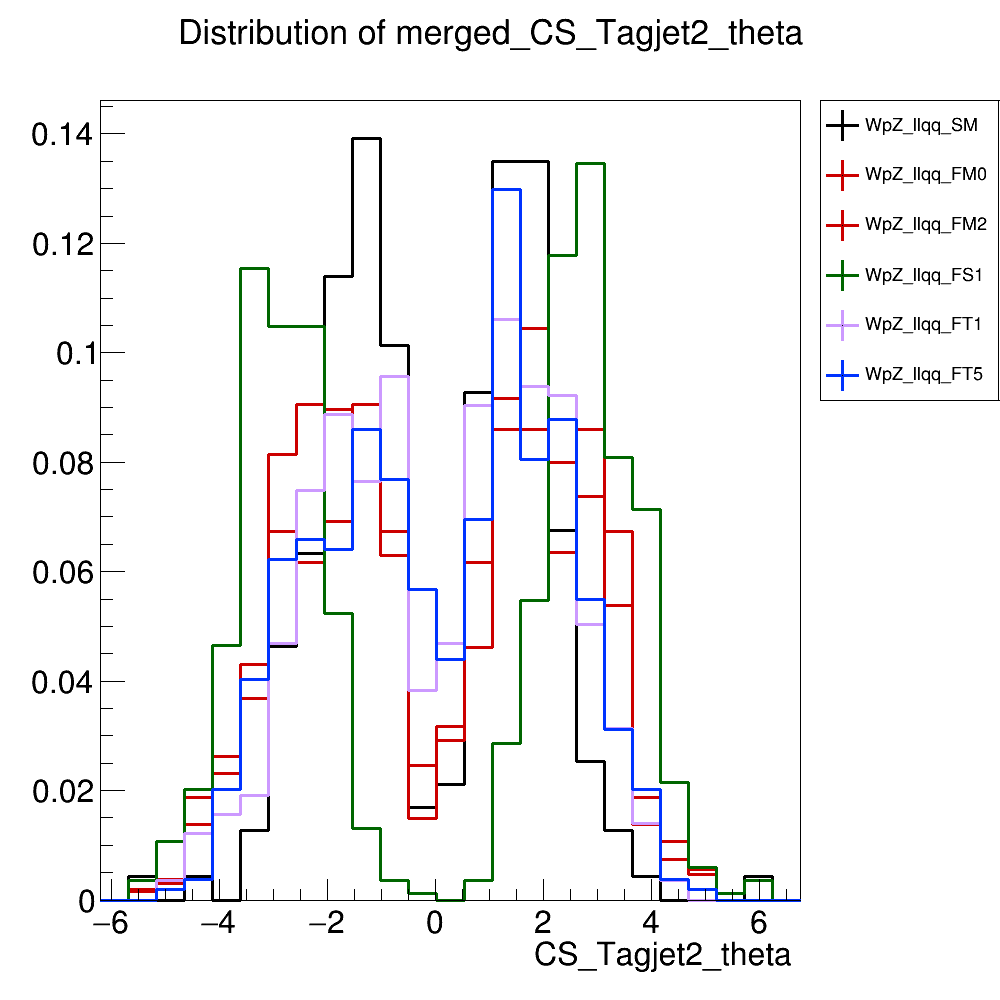 Distribution of merged_CS_Tagjet2_theta
WpZ_llqq_SM
WpZ_llqq_FM0
WpZ_llqq_FM2
WpZ_llqq_FS1
WpZ_llqq_FT1
WpZ_llqq_FT5
0.14
0.12
0.1
0.08
0.06
0.04
0.02
0
−6 −4 −2 0 2 4 6
CS_Tagjet2_theta